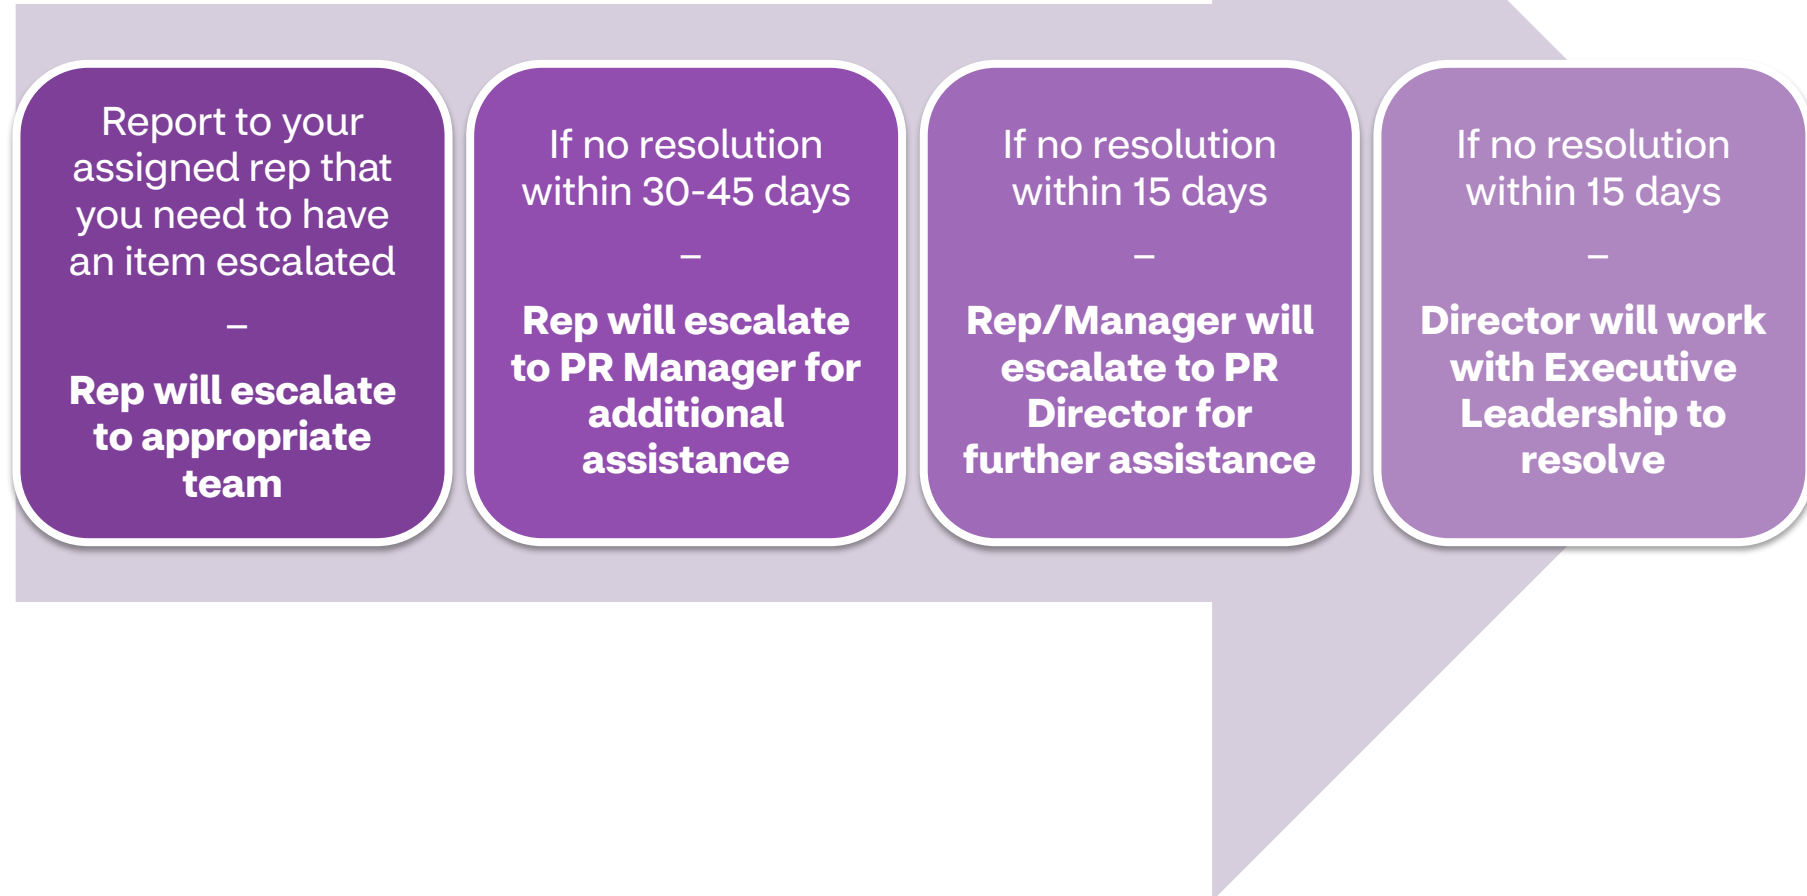 Report to your
assigned rep that
you need to have
an item escalated
–
Rep will escalate
to appropriate
team
If no resolution
within 30-45 days
–
Rep will escalate
to PR Manager for
additional
assistance
If no resolution
within 15 days
–
Rep/Manager will
escalate to PR
Director for
further assistance
If no resolution
within 15 days
–
Director will work
with Executive
Leadership to
resolve